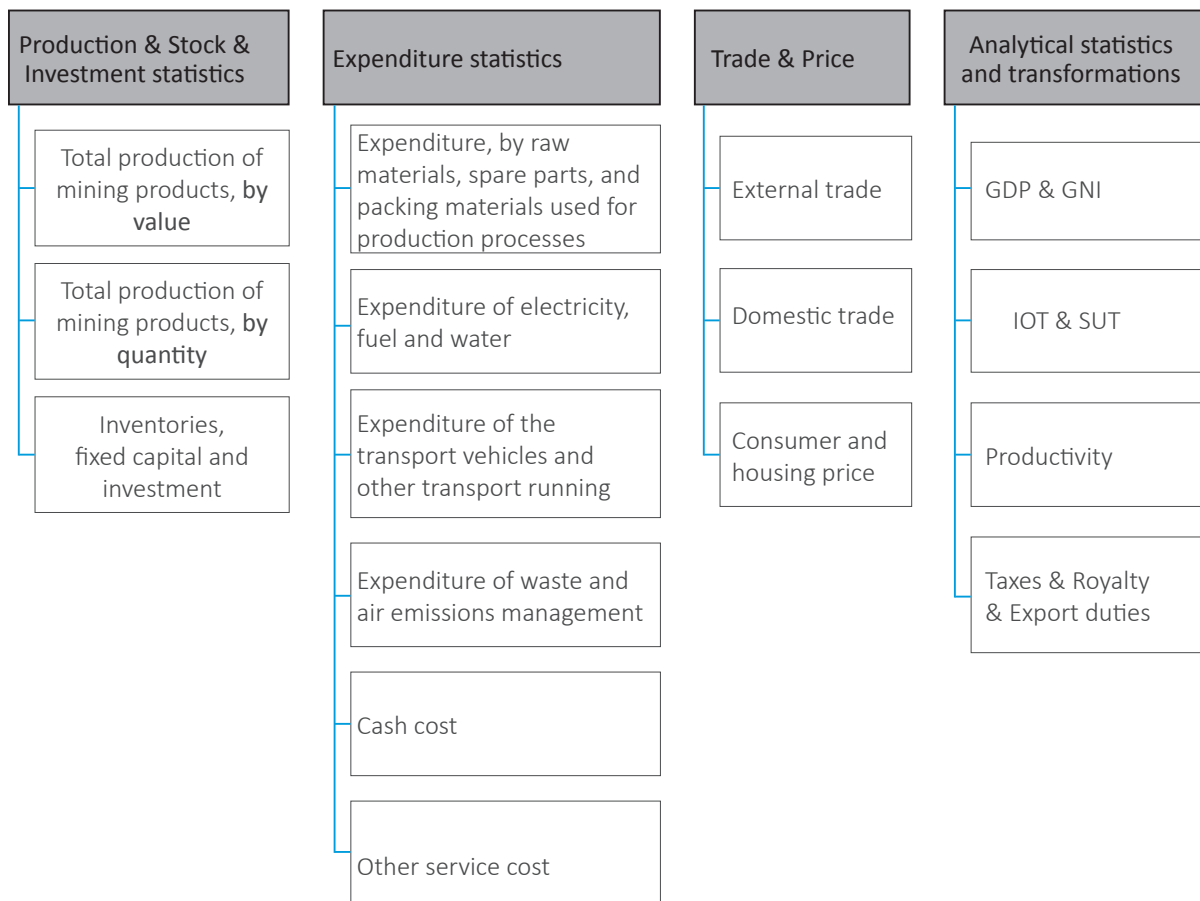 Production & Stock &
Investment statistics
Total production of
mining products, by
value
Total production of
mining products, by
quantity
Inventories,
fixed capital and
investment
Expenditure statistics
Expenditure, by raw
materials, spare parts, and
packing materials used for
production processes
Expenditure of electricity,
fuel and water
Expenditure of the
transport vehicles and
other transport running
Expenditure of waste and
air emissions management
Cash cost
Other service cost
Trade & Price
External trade
Domestic trade
Consumer and
housing price
Analytical statistics
and transformations
GDP & GNI
IOT & SUT
Productivity
Taxes & Royalty
& Export duties